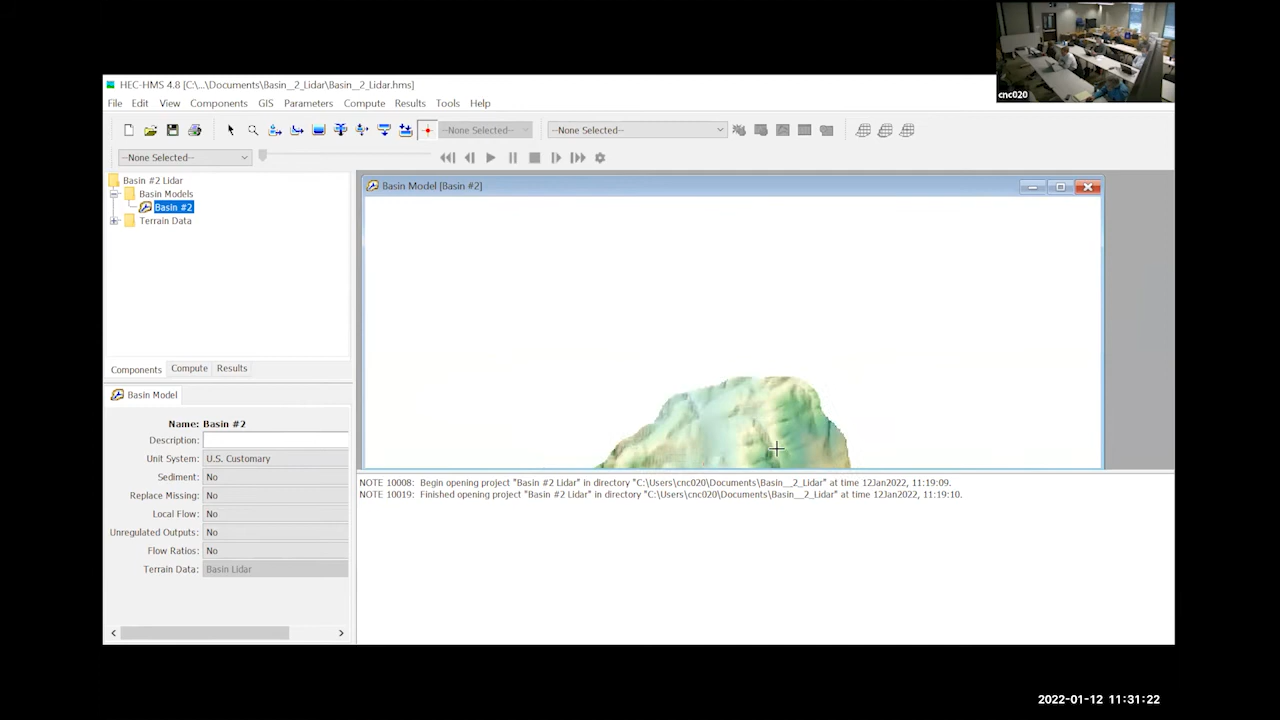 cnc020
HEC-HMS 4.8 [C:\...\Documents\Basin__2_Lidar\Basin__2_Lidar.hms]
File Edit View Components GIS Parameters Compute Results Tools Help
--None Selected-- --None Selected--
--None Selected--
Basin #2 Lidar
Basin Models
Basin #2
Terrain Data
Basin Model [Basin #2]
Components Compute Results
Basin Model
Name: Basin #2
Description:
Unit System: U.S. Customary
Sediment: No
Replace Missing: No
Local Flow: No
Unregulated Outputs: No
Flow Ratios: No
Terrain Data: Basin Lidar
NOTE 10008: Begin opening project "Basin #2 Lidar" in directory "C:\Users\cnc020\Documents\Basin__2_Lidar" at time 12Jan2022, 11:19:09.
NOTE 10019: Finished opening project "Basin #2 Lidar" in directory "C:\Users\cnc020\Documents\Basin__2_Lidar" at time 12Jan2022, 11:19:10.
2022-01-12 11:31:22